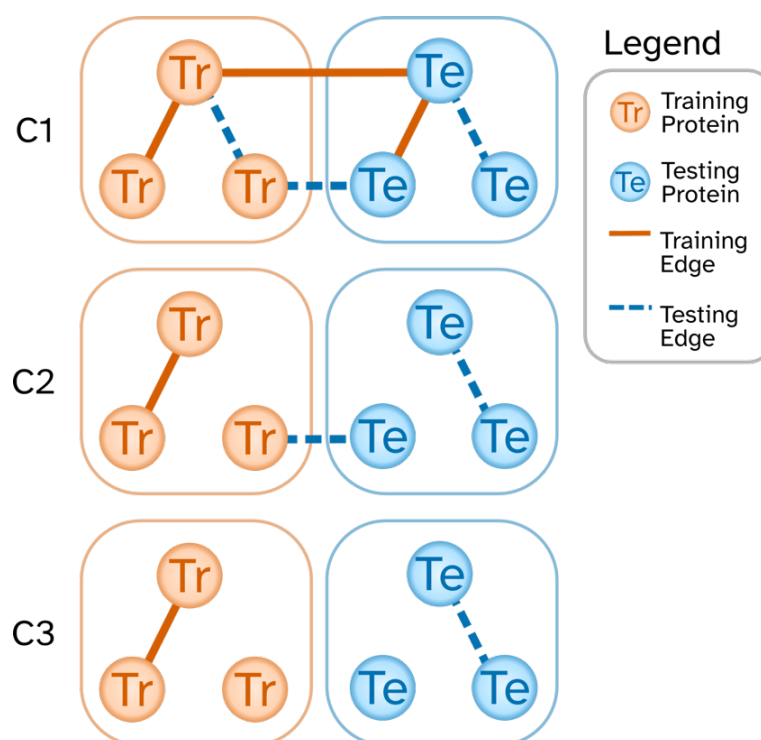 C1
Tr
Te
Tr
Tr
Te
Te
C2
Tr
Te
Tr
Tr
Te
Te
C3
Tr
Te
Tr
Tr
Te
Te
Legend
Tr
Training
Protein
Te
Testing
Protein
Training
Edge
Testing
Edge